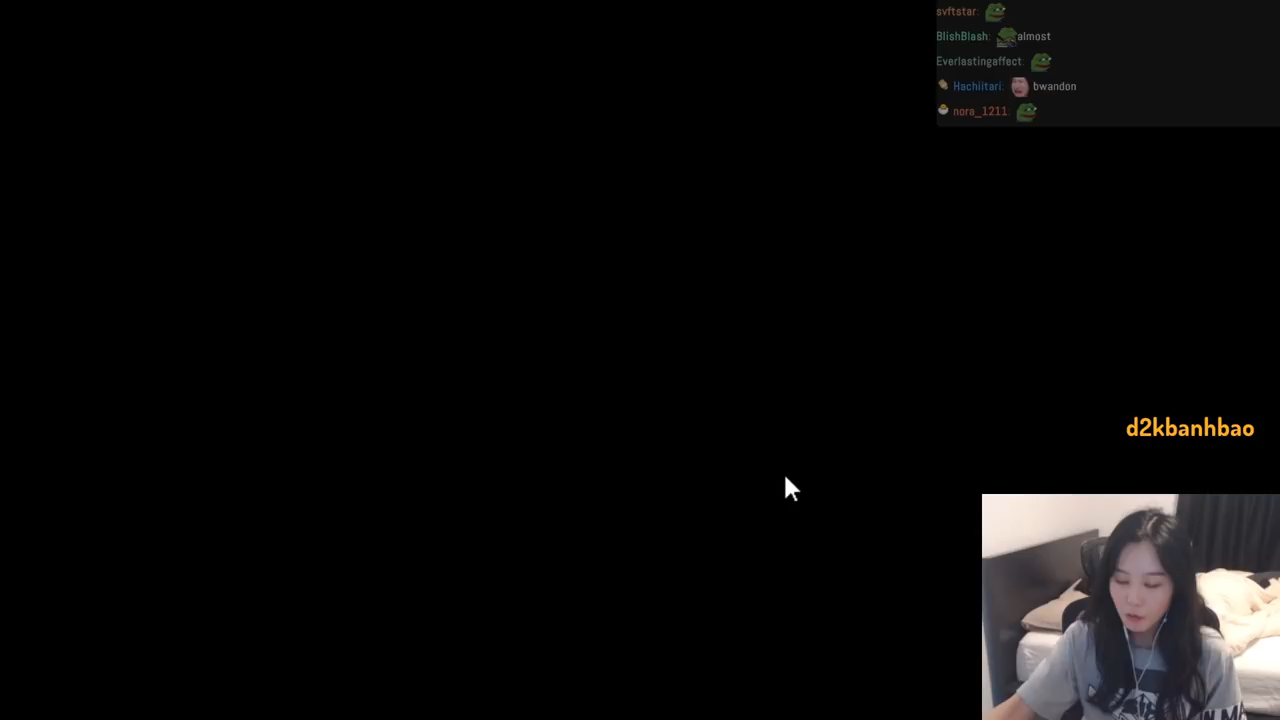 svftstar:
BlishBlash: almost
Everlastingaffect:
Hachiitari: bwandon
nora_1211:
d2kbanhbao